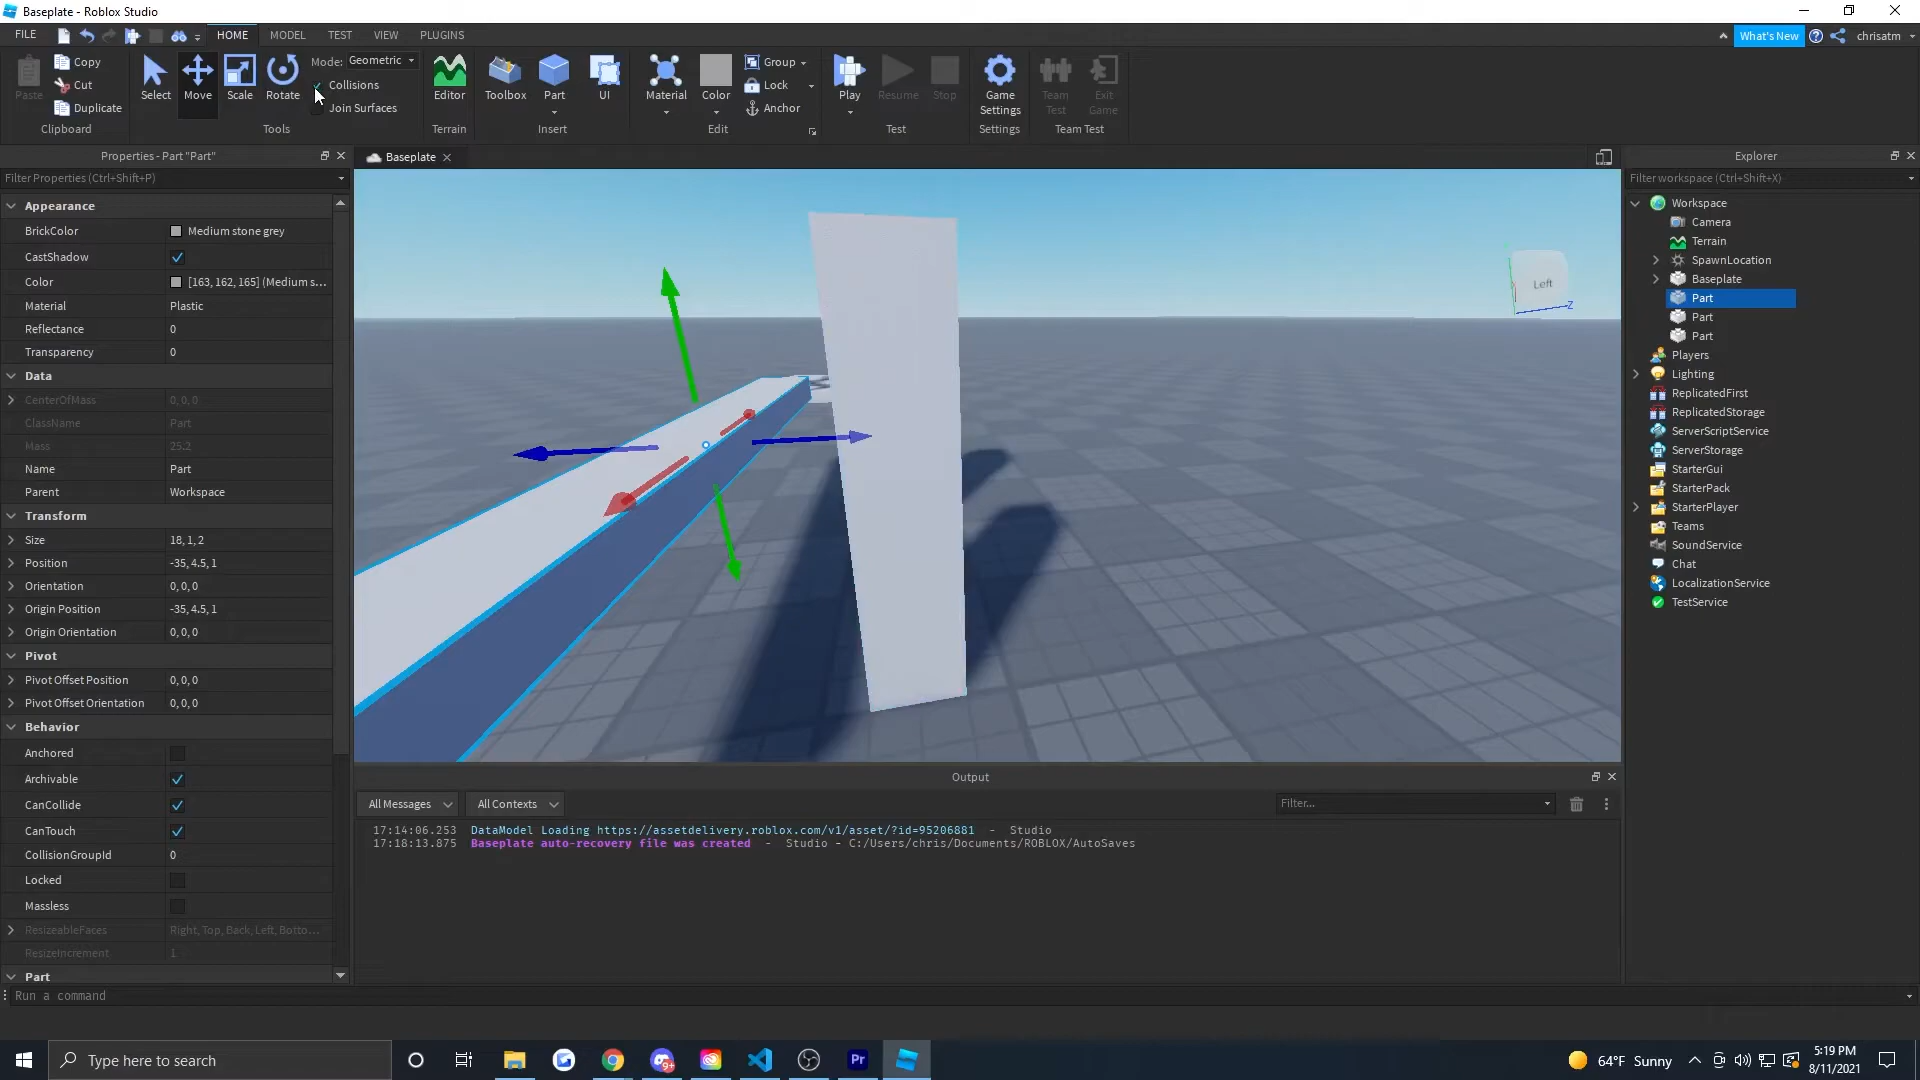 Baseplate - Roblox Studio
FILE HOME MODEL TEST VIEW PLUGINS What's New chrisatm
Paste Copy Cut Duplicate Clipboard
Select Move Scale Rotate Mode: Geometric Collisions Join Surfaces Tools
Editor Terrain
Toolbox Part UI Insert
Material Color Group Lock Anchor Edit
Play Resume Stop Test
Game Settings Settings
Team Test Exit Game Team Test
Properties - Part "Part"
Filter Properties (Ctrl+Shift+P)
Appearance
BrickColor Medium stone grey
CastShadow
Color [163, 162, 165] (Medium s...
Material Plastic
Reflectance 0
Transparency 0
Data
CenterOfMass 0, 0, 0
ClassName Part
Mass 25.2
Name Part
Parent Workspace
Transform
Size 18, 1, 2
Position -35, 4.5, 1
Orientation 0, 0, 0
Origin Position -35, 4.5, 1
Origin Orientation 0, 0, 0
Pivot
Pivot Offset Position 0, 0, 0
Pivot Offset Orientation 0, 0, 0
Behavior
Anchored
Archivable
CanCollide
CanTouch
CollisionGroupId 0
Locked
Massless
ResizeableFaces Right, Top, Back, Left, Botto...
ResizeIncrement 1
Part
Baseplate
Left
Z
Output
All Messages All Contexts Filter...
17:14:06.253 DataModel Loading https://assetdelivery.roblox.com/v1/asset/?id=95206881 - Studio
17:18:13.875 Baseplate auto-recovery file was created - Studio - C:/Users/chris/Documents/ROBLOX/AutoSaves
Explorer
Filter workspace (Ctrl+Shift+X)
Workspace
Camera
Terrain
SpawnLocation
Baseplate
Part
Part
Part
Players
Lighting
ReplicatedFirst
ReplicatedStorage
ServerScriptService
ServerStorage
StarterGui
StarterPack
StarterPlayer
Teams
SoundService
Chat
LocalizationService
TestService
Run a command
Type here to search
9+
Pr
64°F Sunny
5:19 PM
8/11/2021